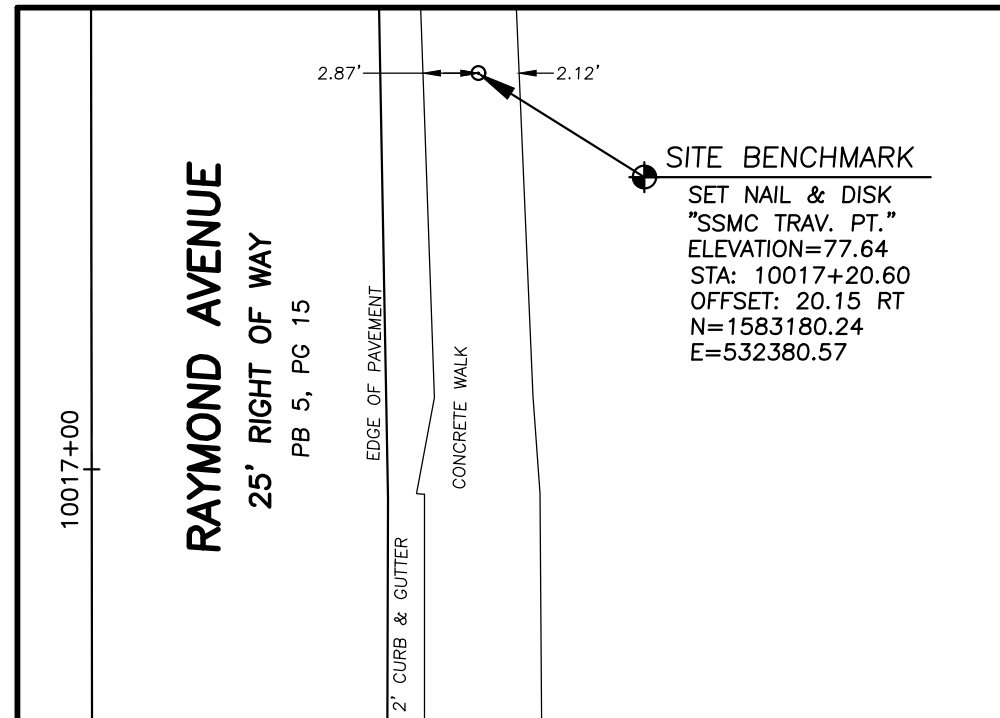 2.87'
2.12'
SITE BENCHMARK
SET NAIL & DISK
"SSMC TRAV. PT."
ELEVATION=77.64
STA: 10017+20.60
OFFSET: 20.15 RT
N=1583180.24
E=532380.57
10017+00
RAYMOND AVENUE
25' RIGHT OF WAY
PB 5, PG 15
EDGE OF PAVEMENT
CONCRETE WALK
2' CURB & GUTTER